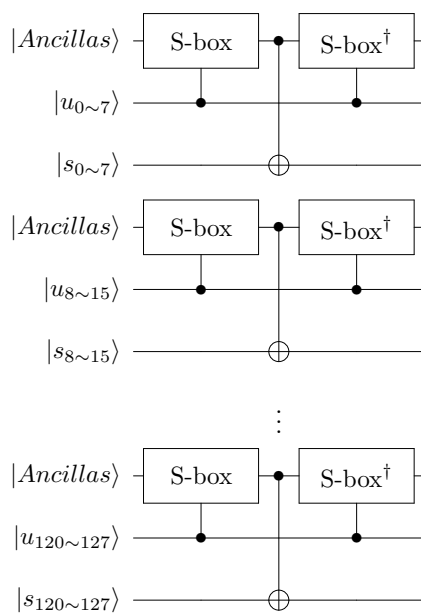 |Ancillas⟩ S-box S-box†
|u₀∼₇⟩
|s₀∼₇⟩
|Ancillas⟩ S-box S-box†
|u₈∼₁₅⟩
|s₈∼₁₅⟩
⋮
|Ancillas⟩ S-box S-box†
|u₁₂₀∼₁₂₇⟩
|s₁₂₀∼₁₂₇⟩